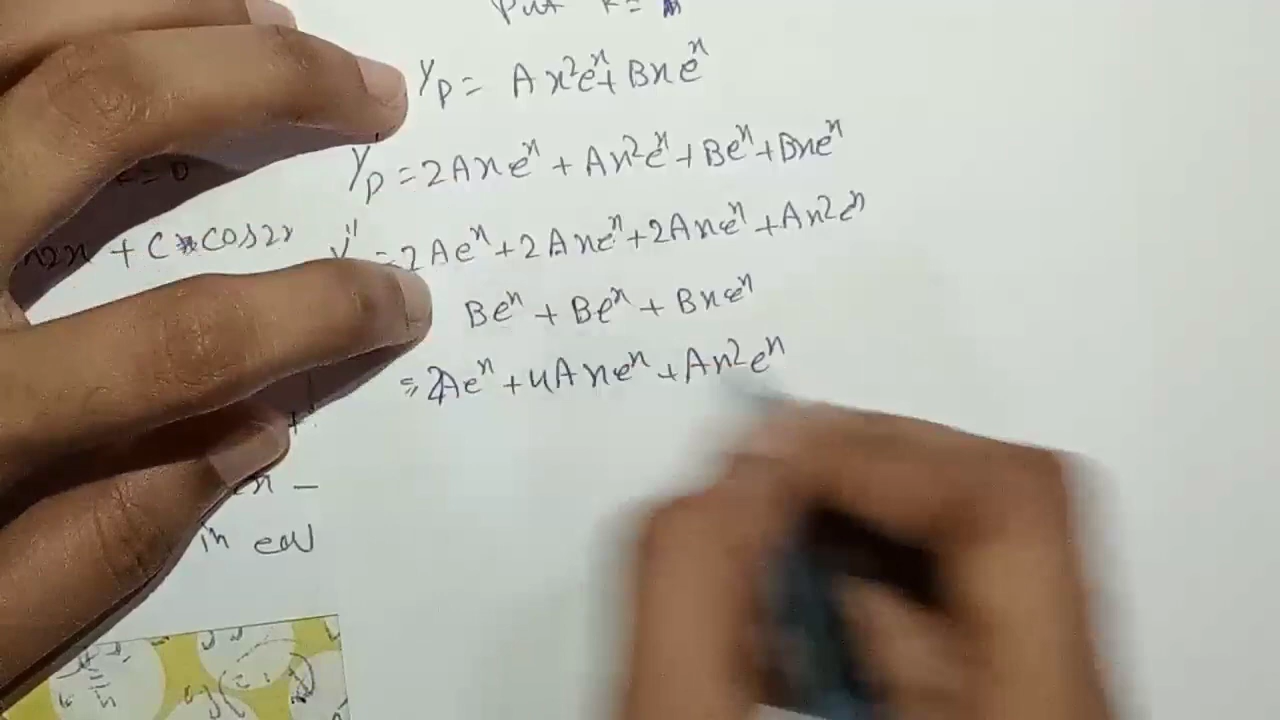 Put k=
Yp = Ax²eˣ + Bxeˣ
Y'p = 2Axeˣ + Ax²eˣ + Beˣ + Bxeˣ
Y'' = 2Aeˣ + 2Axeˣ + 2Axeˣ + Ax²eˣ
+ C cos2x
Beˣ + Beˣ + Bxeˣ
= 2Aeˣ + 4Axeˣ + Ax²eˣ
in